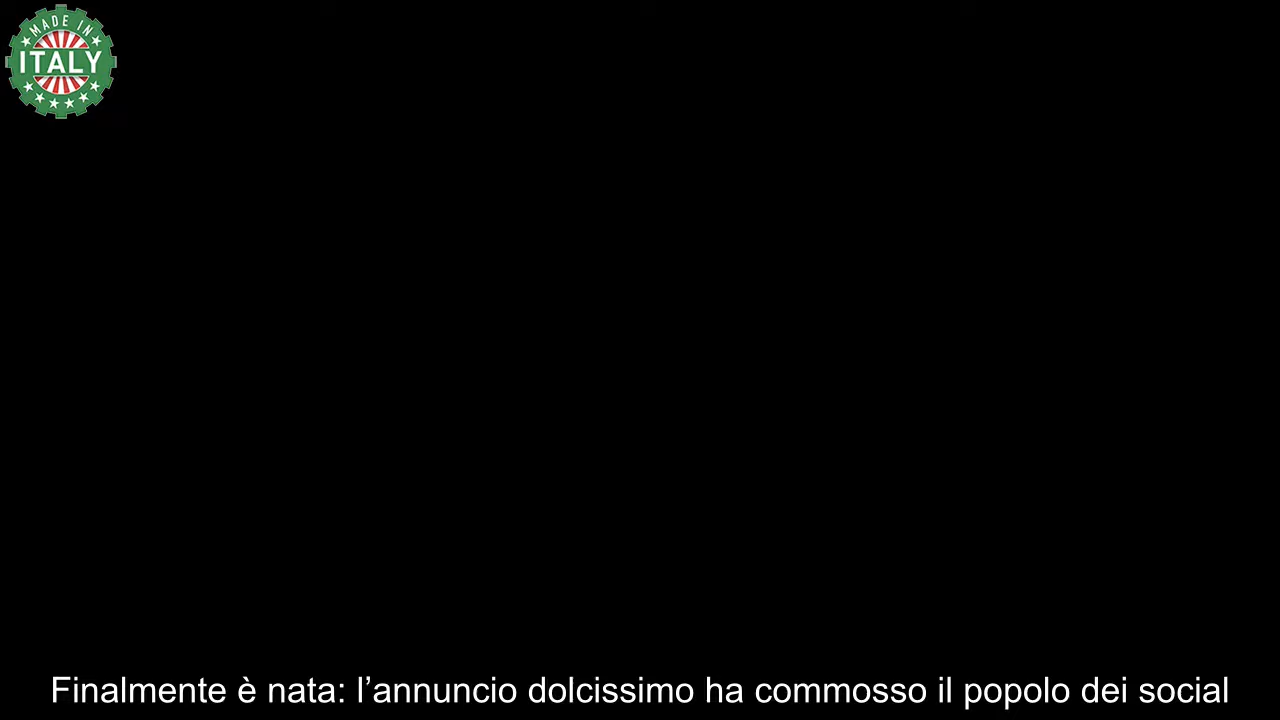 MADE IN
ITALY
Finalmente è nata: l’annuncio dolcissimo ha commosso il popolo dei social